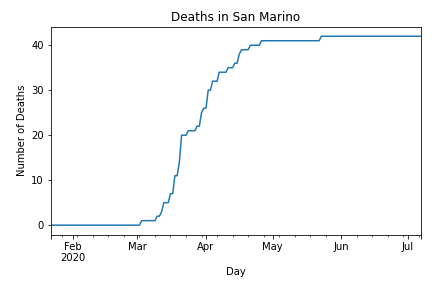 Deaths in San Marino
Number of Deaths
40
30
20
10
0
Feb
2020
Mar
Apr
May
Jun
Jul
Day